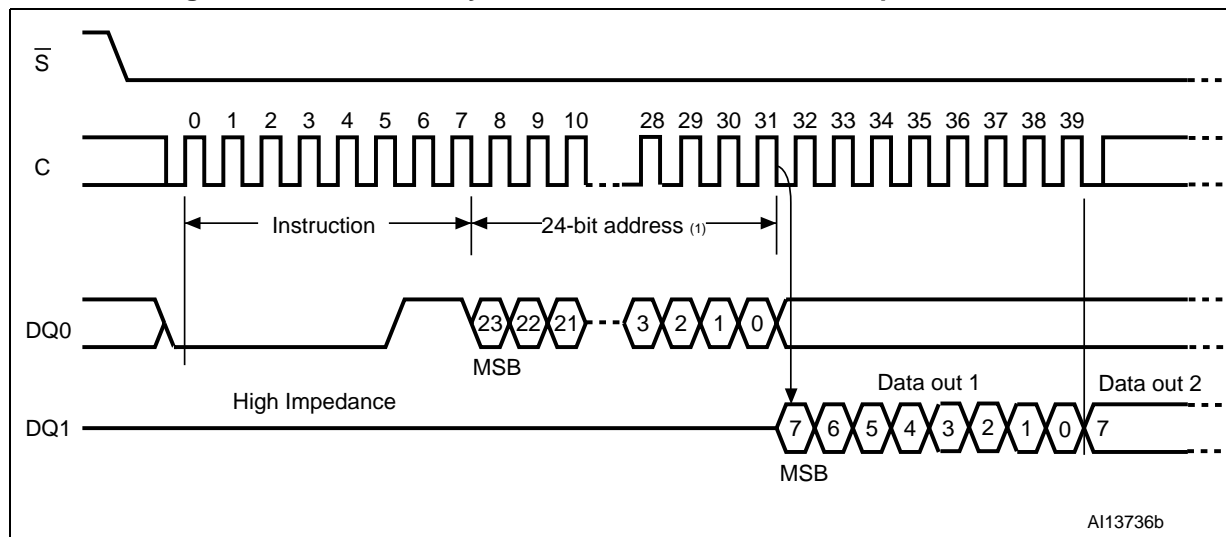 S
0 1 2 3 4 5 6 7 8 9 10 28 29 30 31 32 33 34 35 36 37 38 39
C
Instruction 24-bit address (1)
DQ0 23 22 21 3 2 1 0
MSB
Data out 1 Data out 2
High Impedance
DQ1 7 6 5 4 3 2 1 0 7
MSB
AI13736b